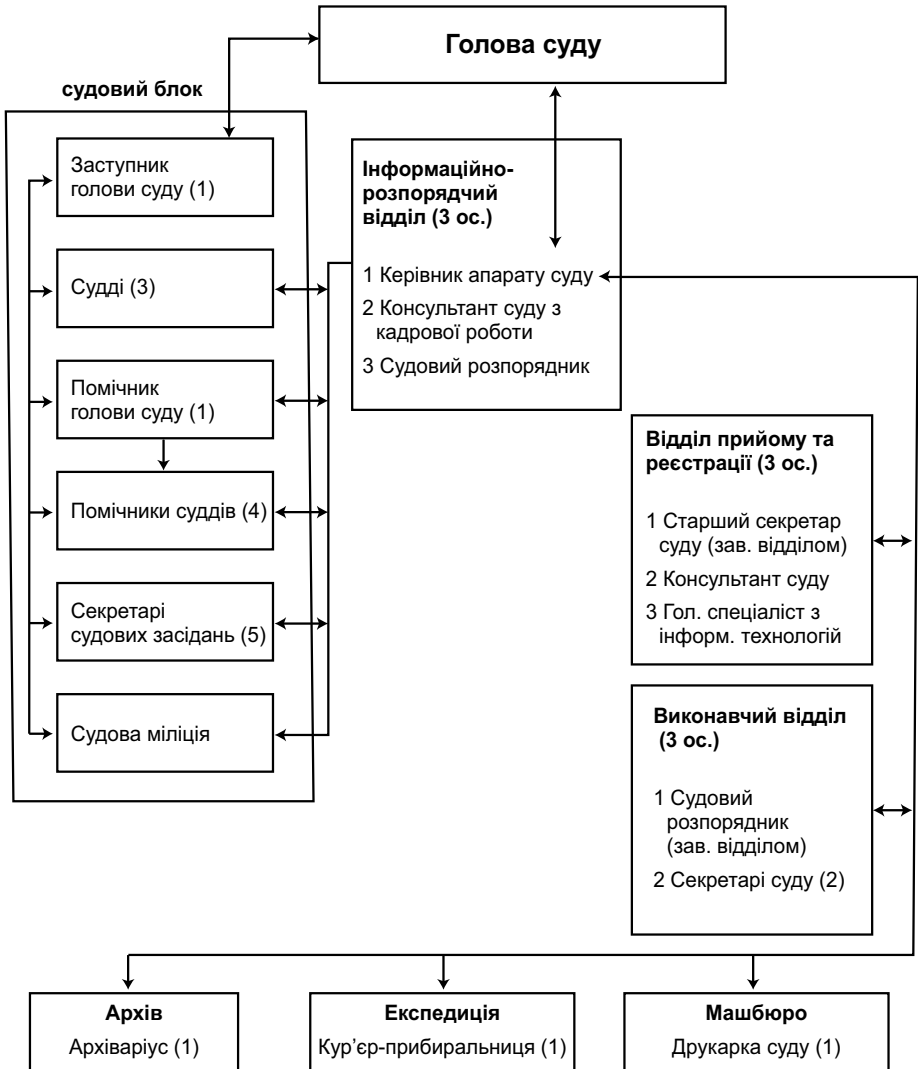 Голова суду
судовий блок
Заступник
голови суду (1)
Судді (3)
Помічник
голови суду (1)
Помічники суддів (4)
Секретарі
судових засідань (5)
Судова міліція
Інформаційно-
розпорядчий
відділ (3 ос.)
1 Керівник апарату суду
2 Консультант суду з
кадрової роботи
3 Судовий розпорядник
Відділ прийому та
реєстрації (3 ос.)
1 Старший секретар
суду (зав. відділом)
2 Консультант суду
3 Гол. спеціаліст з
інформ. технологій
Виконавчий відділ
(3 ос.)
1 Судовий
розпорядник
(зав. відділом)
2 Секретарі суду (2)
Архів
Архіваріус (1)
Експедиція
Кур’єр-прибиральниця (1)
Машбюро
Друкарка суду (1)